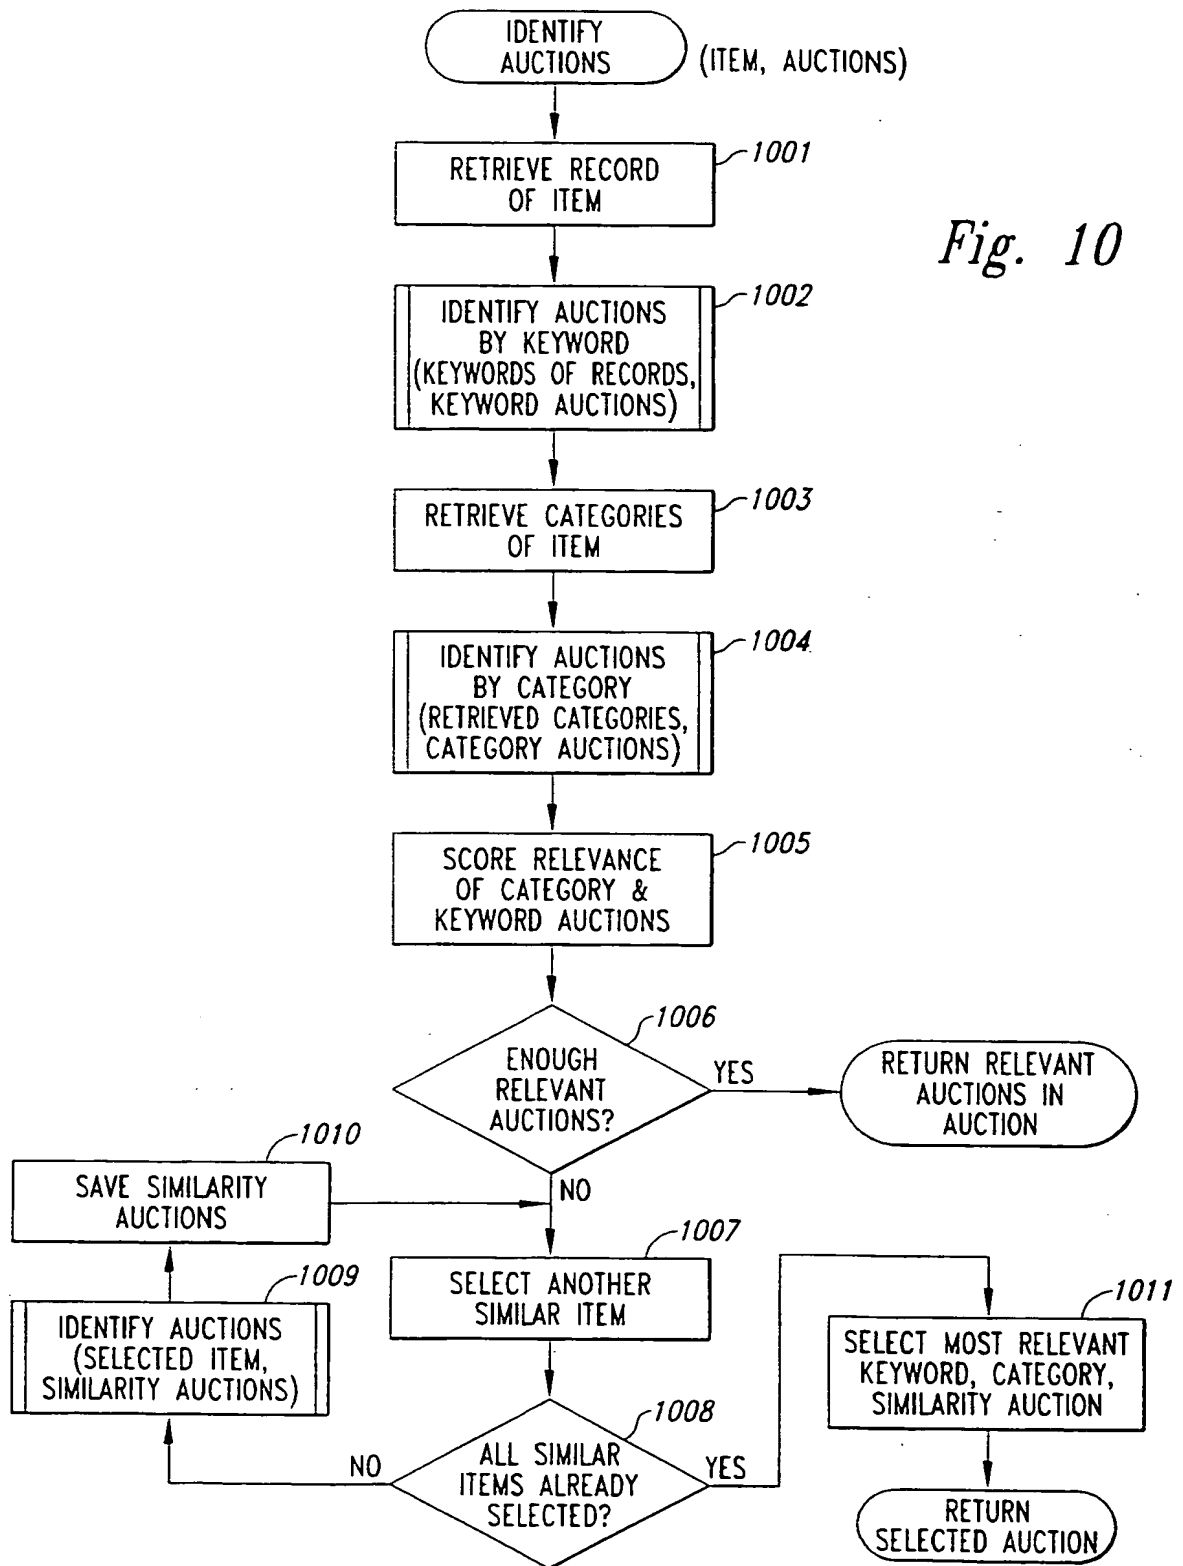 IDENTIFY
AUCTIONS
(ITEM, AUCTIONS)
1001
RETRIEVE RECORD
OF ITEM
Fig. 10
1002
IDENTIFY AUCTIONS
BY KEYWORD
(KEYWORDS OF RECORDS,
KEYWORD AUCTIONS)
1003
RETRIEVE CATEGORIES
OF ITEM
1004
IDENTIFY AUCTIONS
BY CATEGORY
(RETRIEVED CATEGORIES,
CATEGORY AUCTIONS)
1005
SCORE RELEVANCE
OF CATEGORY &
KEYWORD AUCTIONS
1006
ENOUGH
RELEVANT
AUCTIONS?
YES
RETURN RELEVANT
AUCTIONS IN
AUCTION
NO
1010
SAVE SIMILARITY
AUCTIONS
1007
SELECT ANOTHER
SIMILAR ITEM
1009
IDENTIFY AUCTIONS
(SELECTED ITEM,
SIMILARITY AUCTIONS)
1011
SELECT MOST RELEVANT
KEYWORD, CATEGORY,
SIMILARITY AUCTION
1008
ALL SIMILAR
ITEMS ALREADY
SELECTED?
NO
YES
RETURN
SELECTED AUCTION